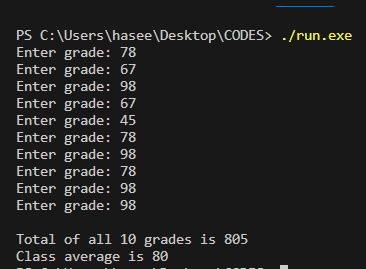 PS C:\Users\hasee\Desktop\CODES> ./run.exe
Enter grade: 78
Enter grade: 67
Enter grade: 98
Enter grade: 67
Enter grade: 45
Enter grade: 78
Enter grade: 98
Enter grade: 78
Enter grade: 98
Enter grade: 98
Total of all 10 grades is 805
Class average is 80